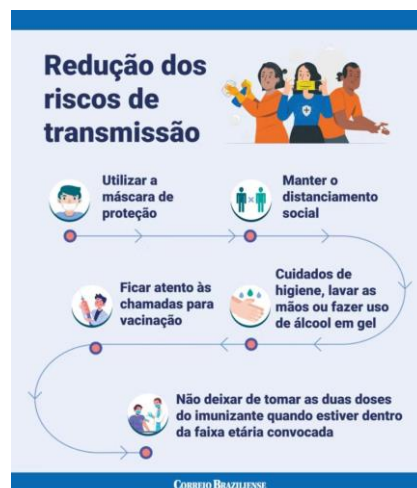 Redução dos
riscos de
transmissão
Utilizar a
máscara de
proteção
Manter o
distanciamento
social
Cuidados de
higiene, lavar as
mãos ou fazer uso
de álcool em gel
Ficar atento às
chamadas para
vacinação
Não deixar de tomar as duas doses
do imunizante quando estiver dentro
da faixa etária convocada
CORREIO BRAZILIENSE